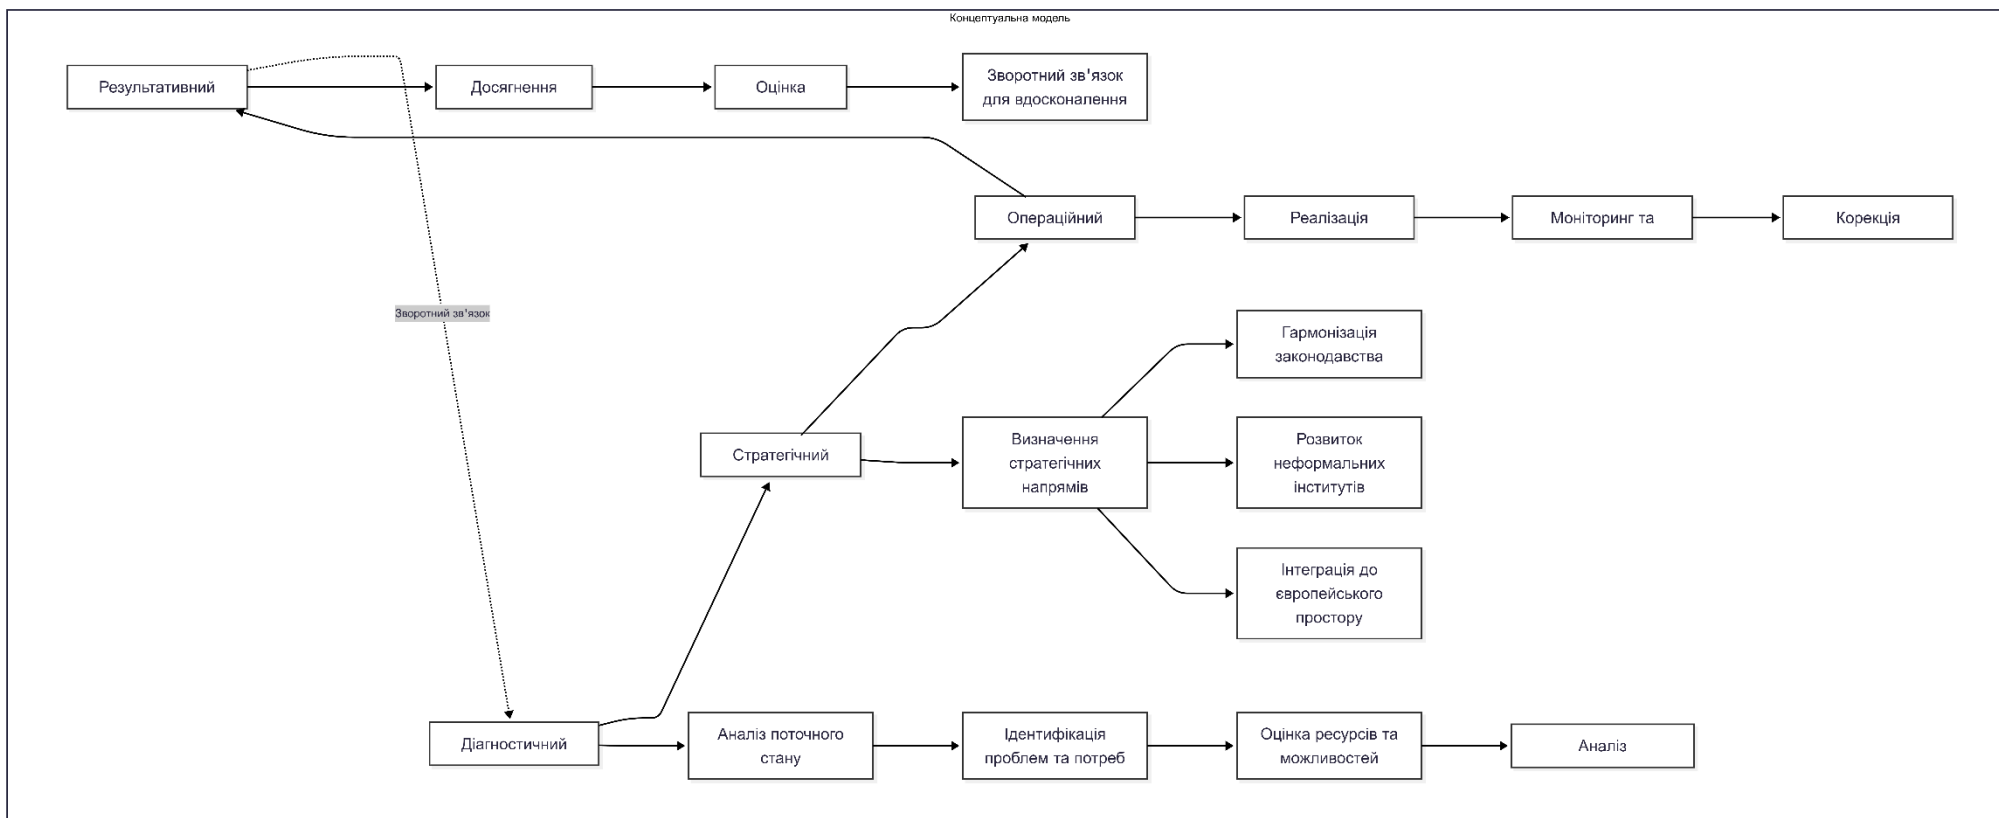 Концептуальна модель
Результативний
Досягнення
Оцінка
Зворотний зв'язок
для вдосконалення
Операційний
Реалізація
Моніторинг та
Корекція
Зворотний зв'язок
Гармонізація
законодавства
Стратегічний
Визначення
стратегічних
напрямів
Розвиток
неформальних
інститутів
Інтеграція до
європейського
простору
Діагностичний
Аналіз поточного
стану
Ідентифікація
проблем та потреб
Оцінка ресурсів та
можливостей
Аналіз